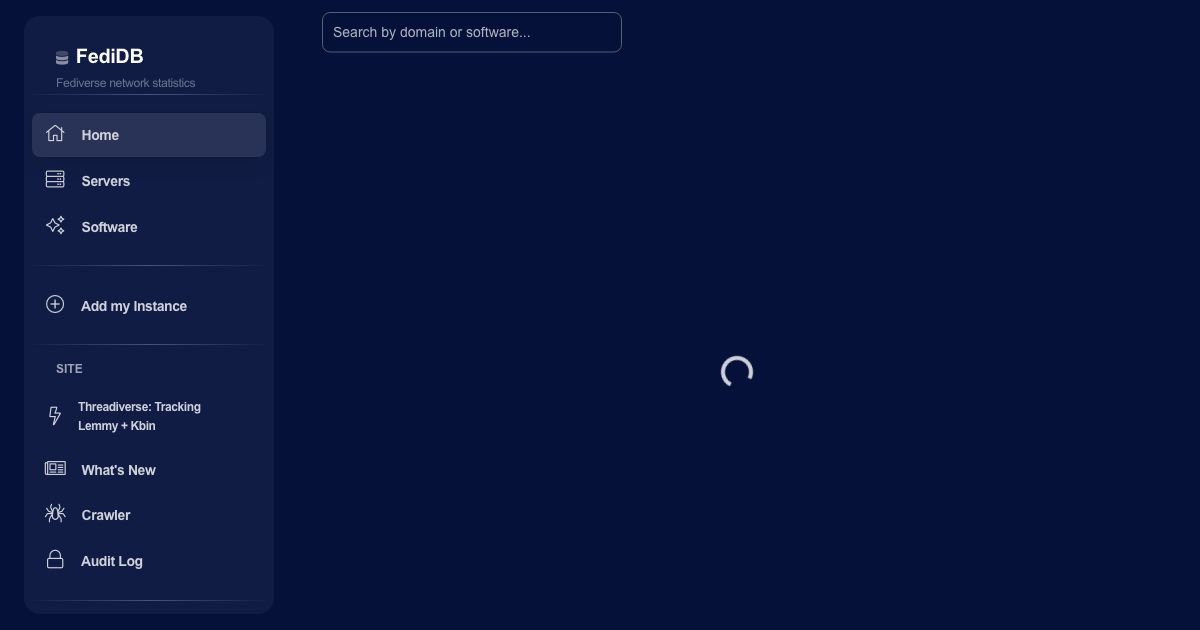 FediDB
Fediverse network statistics
Home
Servers
Software
Add my Instance
SITE
Threadiverse: Tracking
Lemmy + Kbin
What's New
Crawler
Audit Log
Search by domain or software...